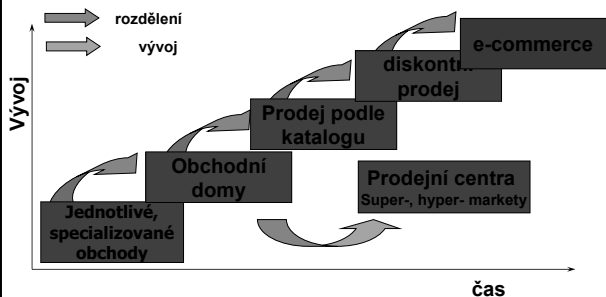 rozdělení
vývoj
Vývoj
e-commerce
diskontní
prodej
Prodej podle
katalogu
Obchodní
domy
Prodejní centra
Super-, hyper- markety
Jednotlivé,
specializované
obchody
čas